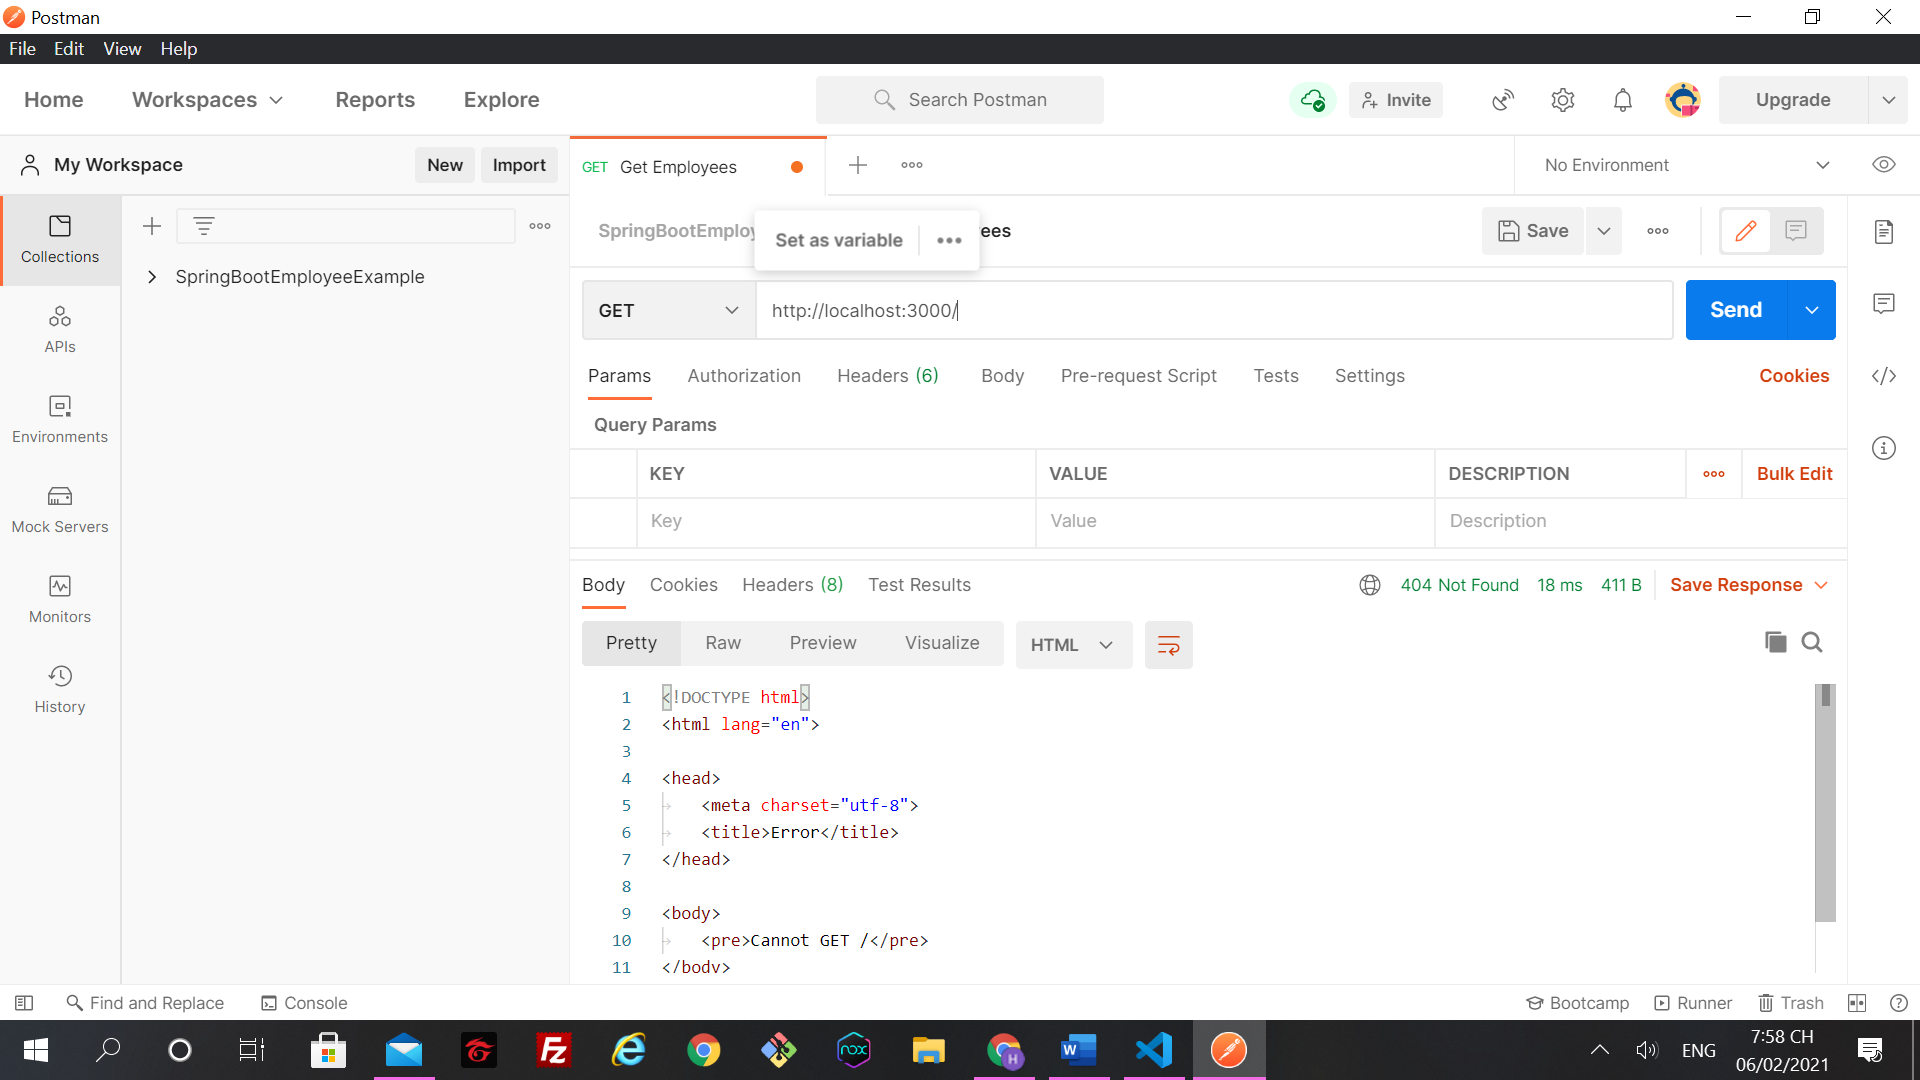 Postman
File Edit View Help
Home Workspaces Reports Explore Search Postman Invite Upgrade
My Workspace New Import GET Get Employees No Environment
SpringBootEmploy Set as variable ees Save
Collections
SpringBootEmployeeExample
GET http://localhost:3000/ Send
APIs
Params Authorization Headers (6) Body Pre-request Script Tests Settings Cookies
Environments
Query Params
KEY VALUE DESCRIPTION Bulk Edit
Key Value Description
Mock Servers
Body Cookies Headers (8) Test Results 404 Not Found 18 ms 411 B Save Response
Monitors
Pretty Raw Preview Visualize HTML
History
1 <!DOCTYPE html>
2 <html lang="en">
3
4 <head>
5 <meta charset="utf-8">
6 <title>Error</title>
7 </head>
8
9 <body>
10 <pre>Cannot GET /</pre>
11 </body>
Find and Replace Console Bootcamp Runner Trash
nox H W ENG 7:58 CH
06/02/2021